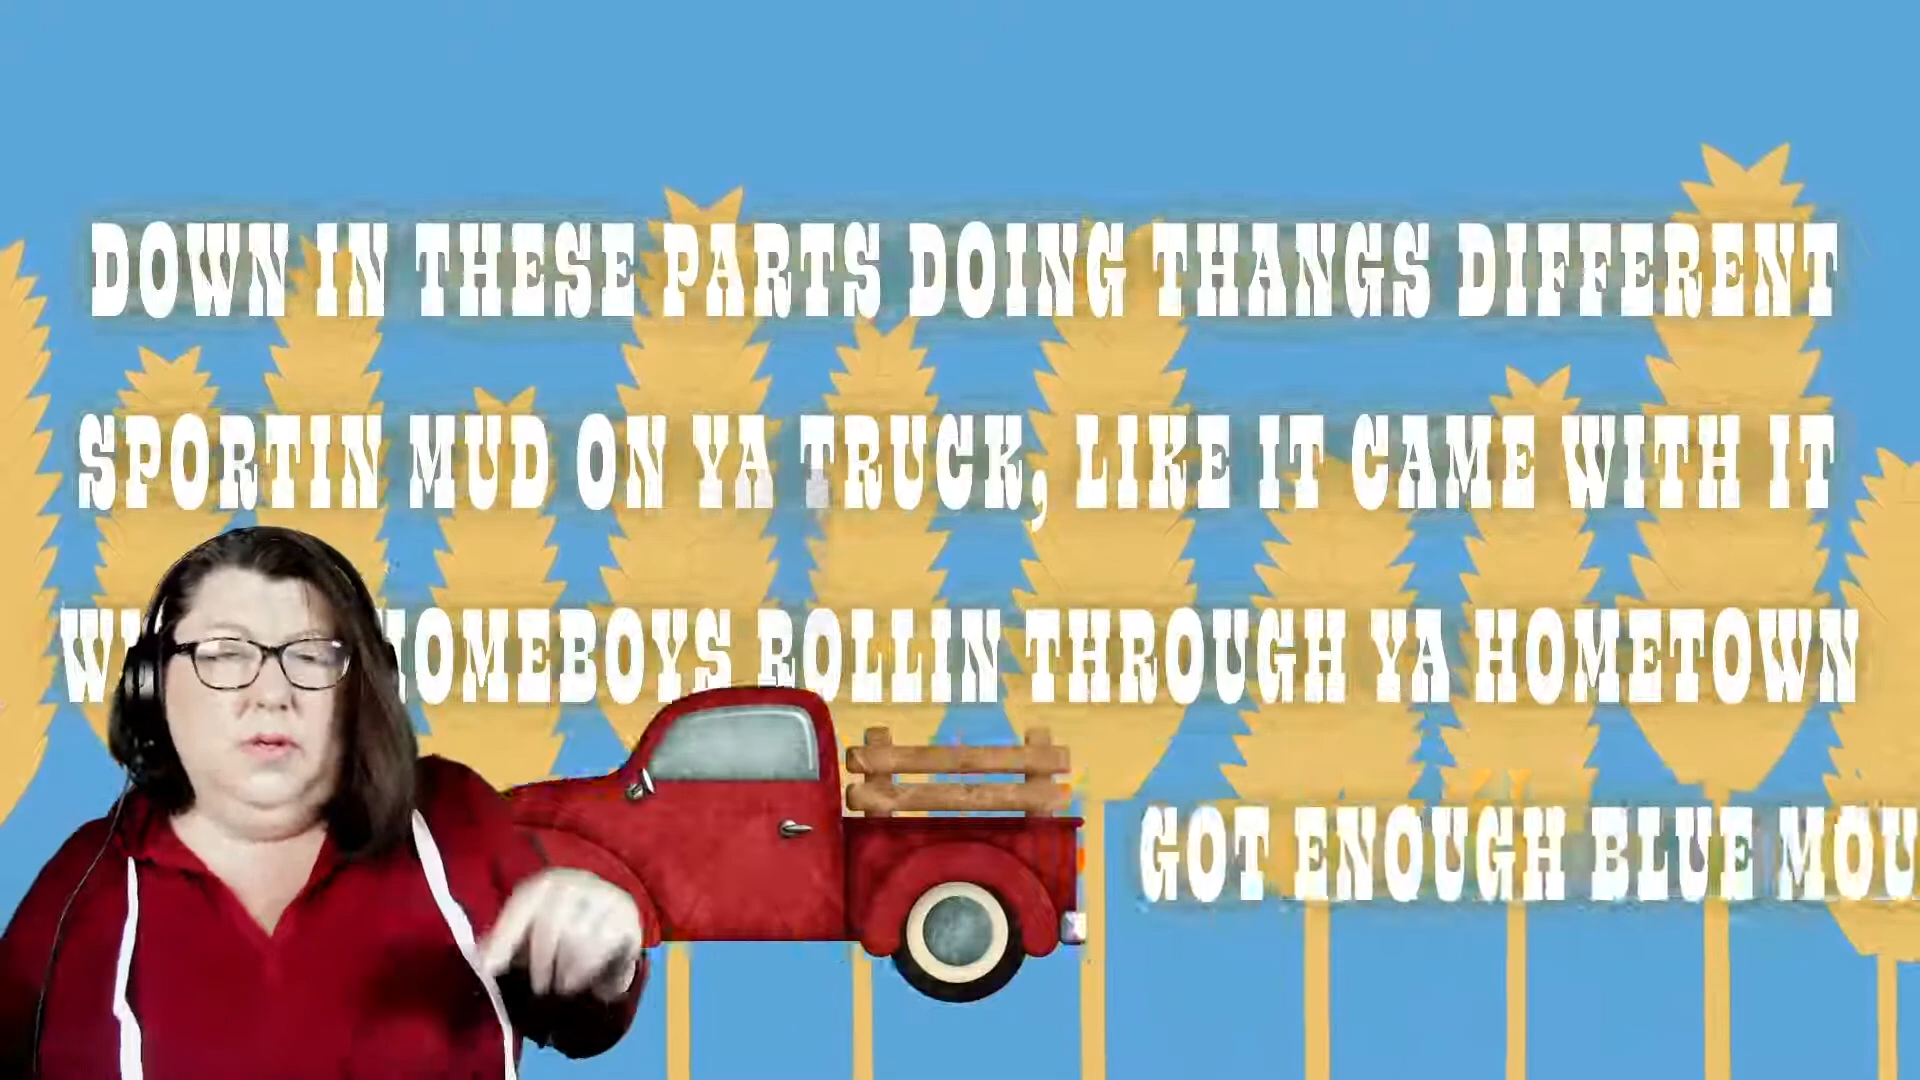 DOWN IN THESE PARTS DOING THANGS DIFFERENT
SPORTIN MUD ON YA TRUCK, LIKE IT CAME WITH IT
HOMEBOYS ROLLIN THROUGH YA HOMETOWN
GOT ENOUGH BLUE MOU